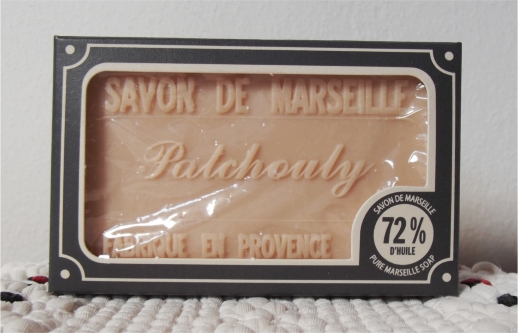 SAVON DE MARSEILLE
Patchouly
FABRIQUE EN PROVENCE
SAVON DE MARSEILLE
72%
D'HUILE
PURE MARSEILLE SOAP